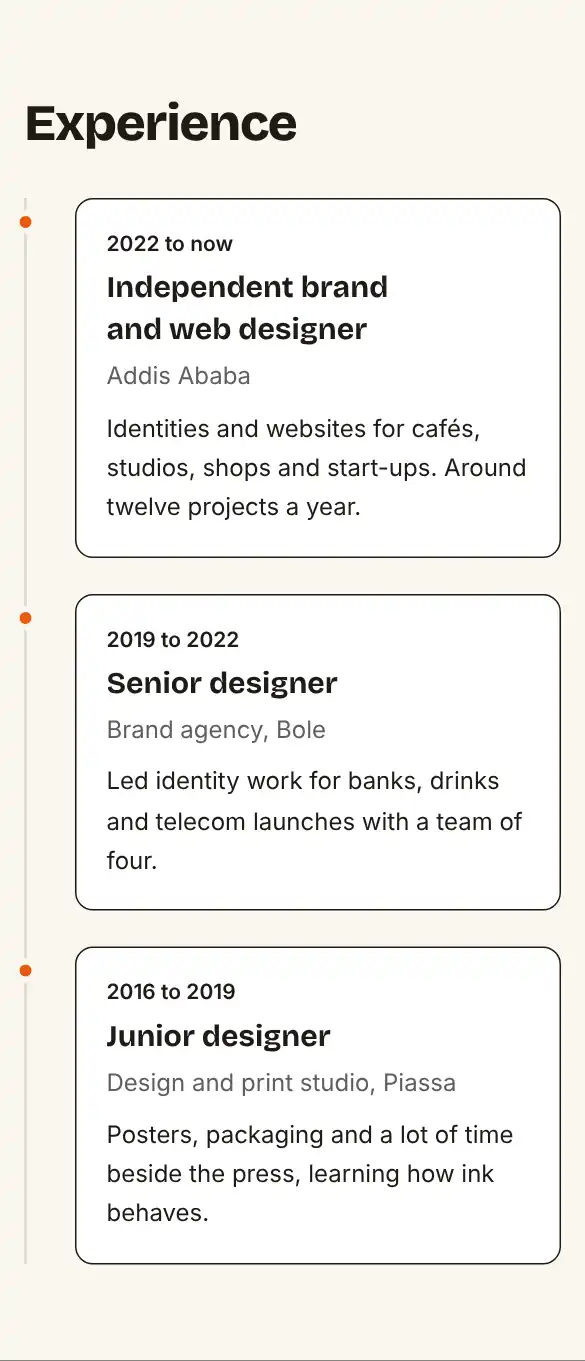 Experience
2022 to now
Independent brand
and web designer
Addis Ababa
Identities and websites for cafés,
studios, shops and start-ups. Around
twelve projects a year.
2019 to 2022
Senior designer
Brand agency, Bole
Led identity work for banks, drinks
and telecom launches with a team of
four.
2016 to 2019
Junior designer
Design and print studio, Piassa
Posters, packaging and a lot of time
beside the press, learning how ink
behaves.